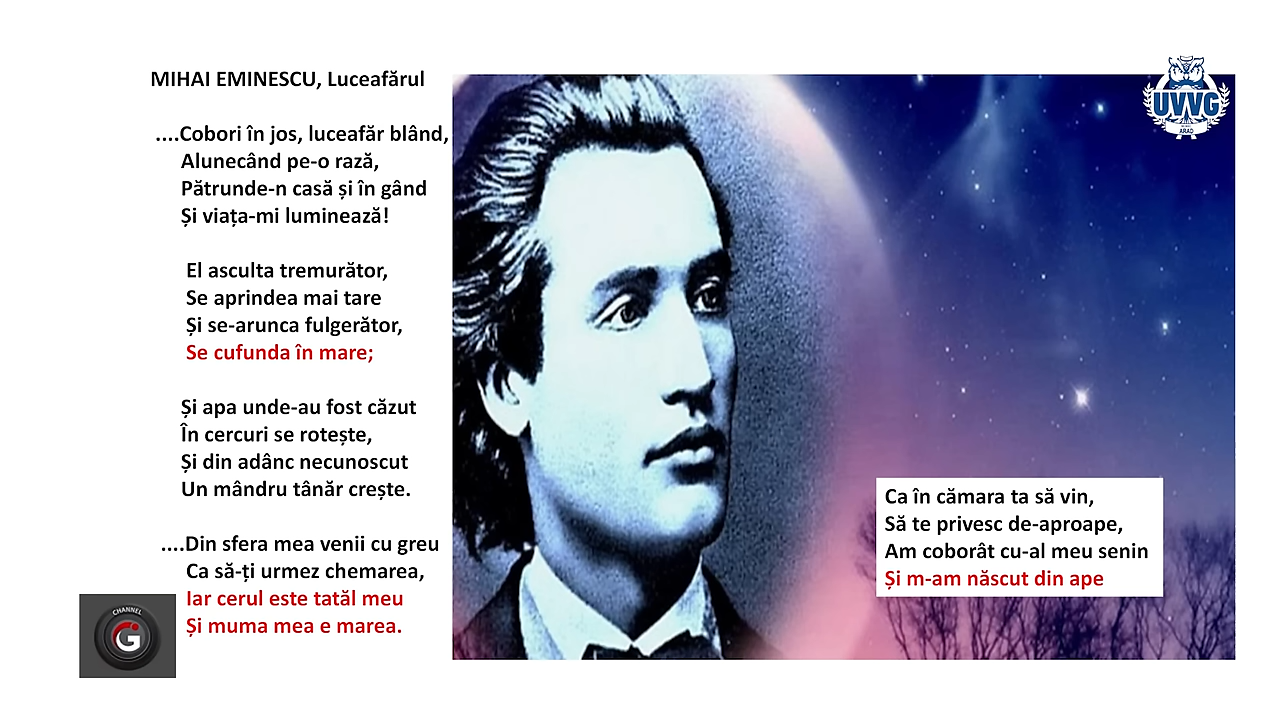 MIHAI EMINESCU, Luceafărul
....Cobori în jos, luceafăr blând,
Alunecând pe-o rază,
Pătrunde-n casă și în gând
Și viața-mi luminează!
El asculta tremurător,
Se aprindea mai tare
Și se-arunca fulgerător,
Se cufunda în mare;
Și apa unde-au fost căzut
În cercuri se rotește,
Și din adânc necunoscut
Un mândru tânăr crește.
....Din sfera mea venii cu greu
Ca să-ți urmez chemarea,
Iar cerul este tatăl meu
Și muma mea e marea.
Ca în cămara ta să vin,
Să te privesc de-aproape,
Am coborât cu-al meu senin
Și m-am născut din ape
UVVG
ARAD
CHANNEL
G